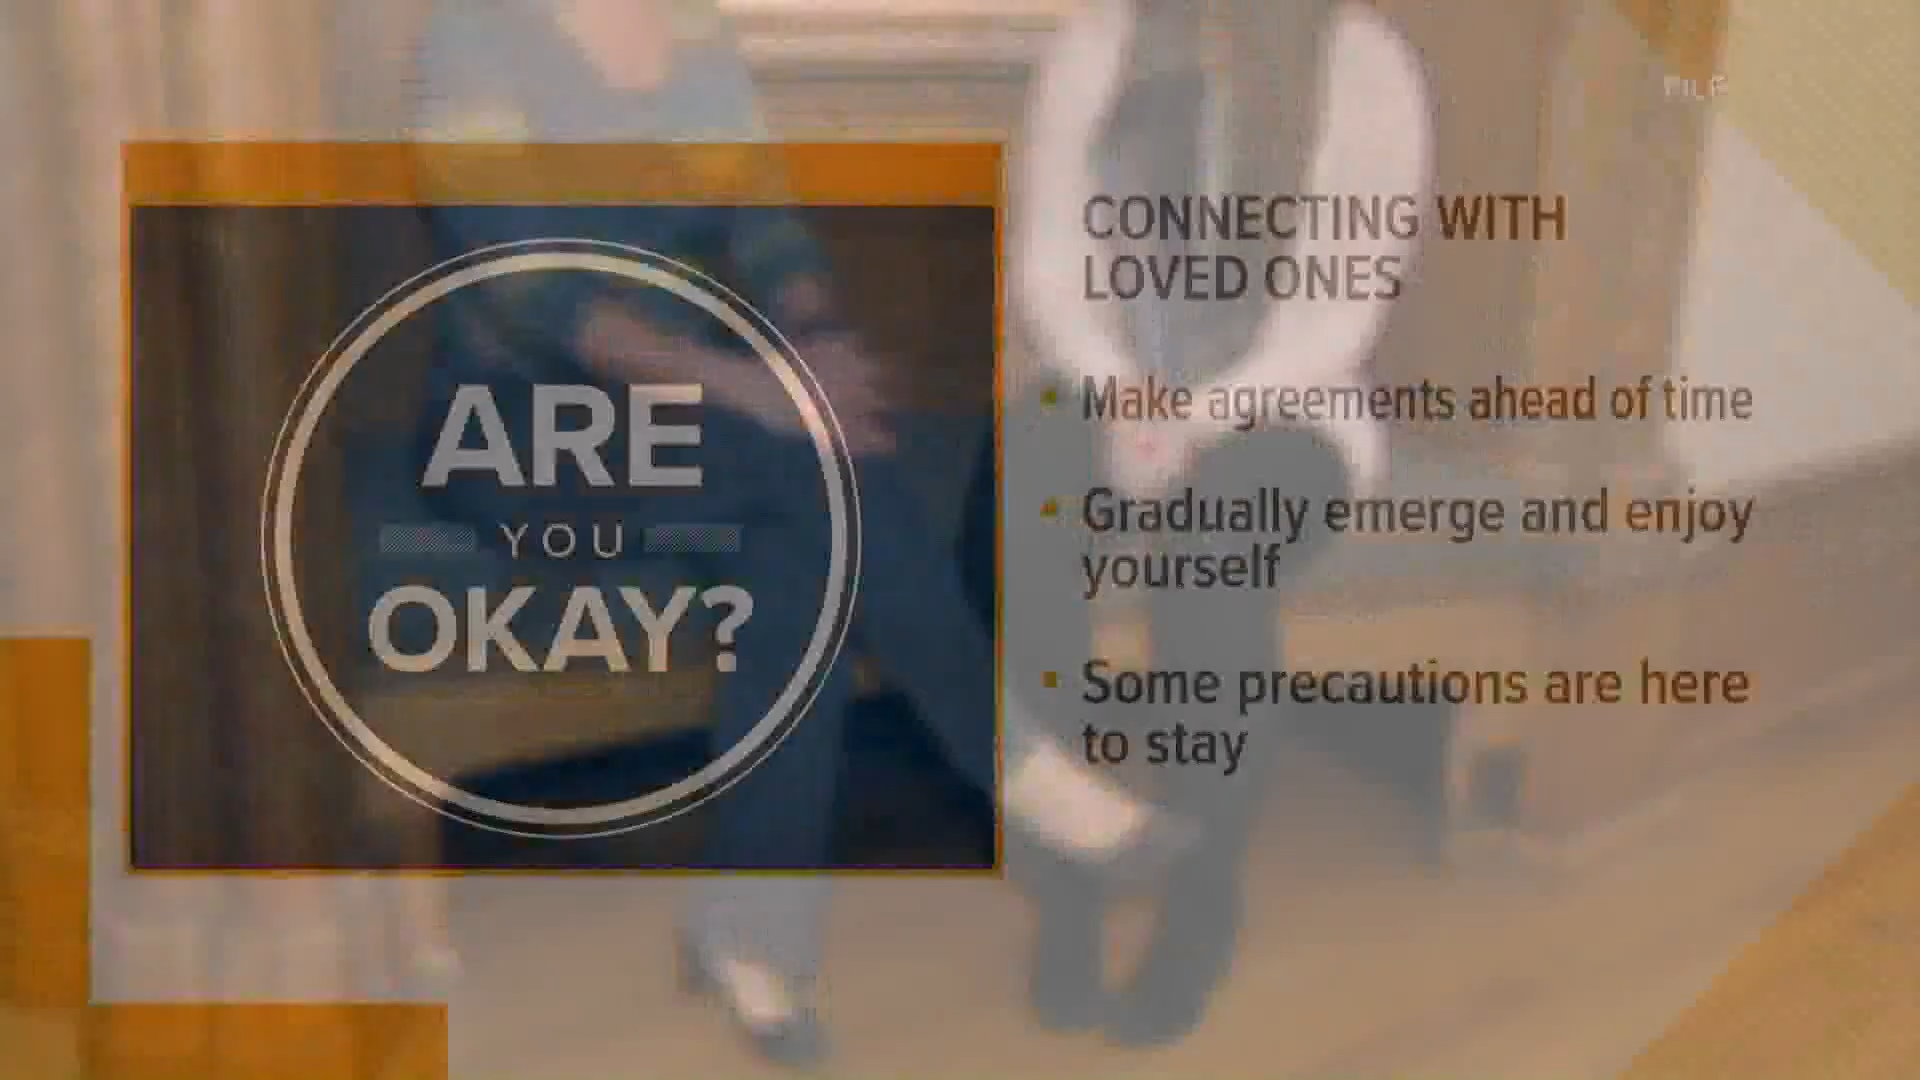 FILE
ARE
YOU
OKAY?
CONNECTING WITH
LOVED ONES
Make agreements ahead of time
Gradually emerge and enjoy
yourself
Some precautions are here
to stay